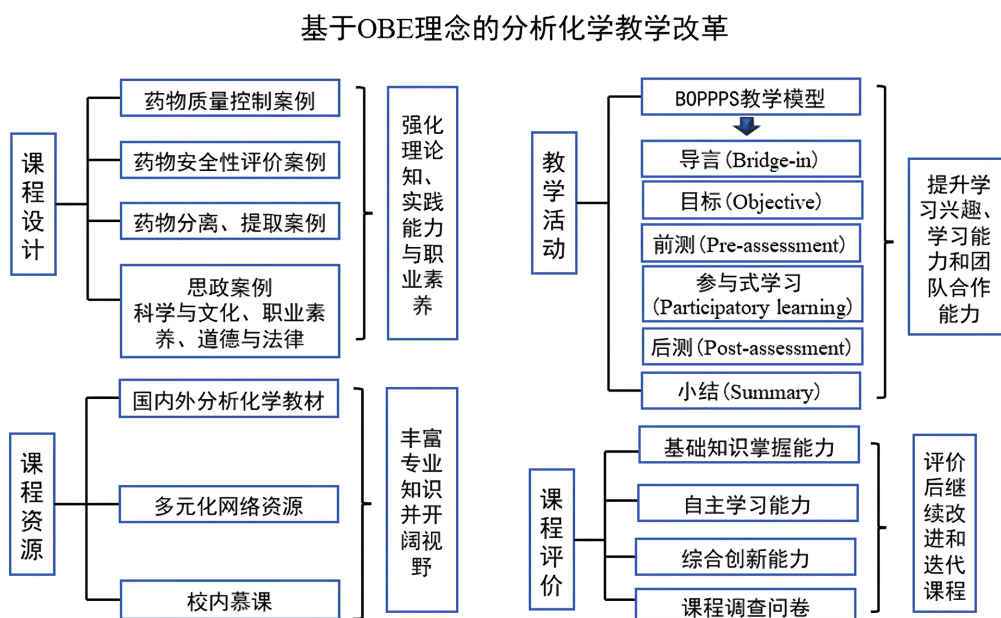 基于OBE理念的分析化学教学改革
课程设计
药物质量控制案例
药物安全性评价案例
药物分离、提取案例
思政案例
科学与文化、职业素
养、道德与法律
强化
理论
知、
实践
能力
与职
业素
养
课程资源
国内外分析化学教材
多元化网络资源
校内慕课
丰富
专业
知识
并开
阔视
野
教学活动
BOPPPS教学模型
导言(Bridge-in)
目标(Objective)
前测(Pre-assessment)
参与式学习
(Participatory learning)
后测(Post-assessment)
小结(Summary)
提升学
习兴趣、
学习能
力和团
队合作
能力
课程评价
基础知识掌握能力
自主学习能力
综合创新能力
课程调查问卷
评价
后继
续改
进和
迭代
课程